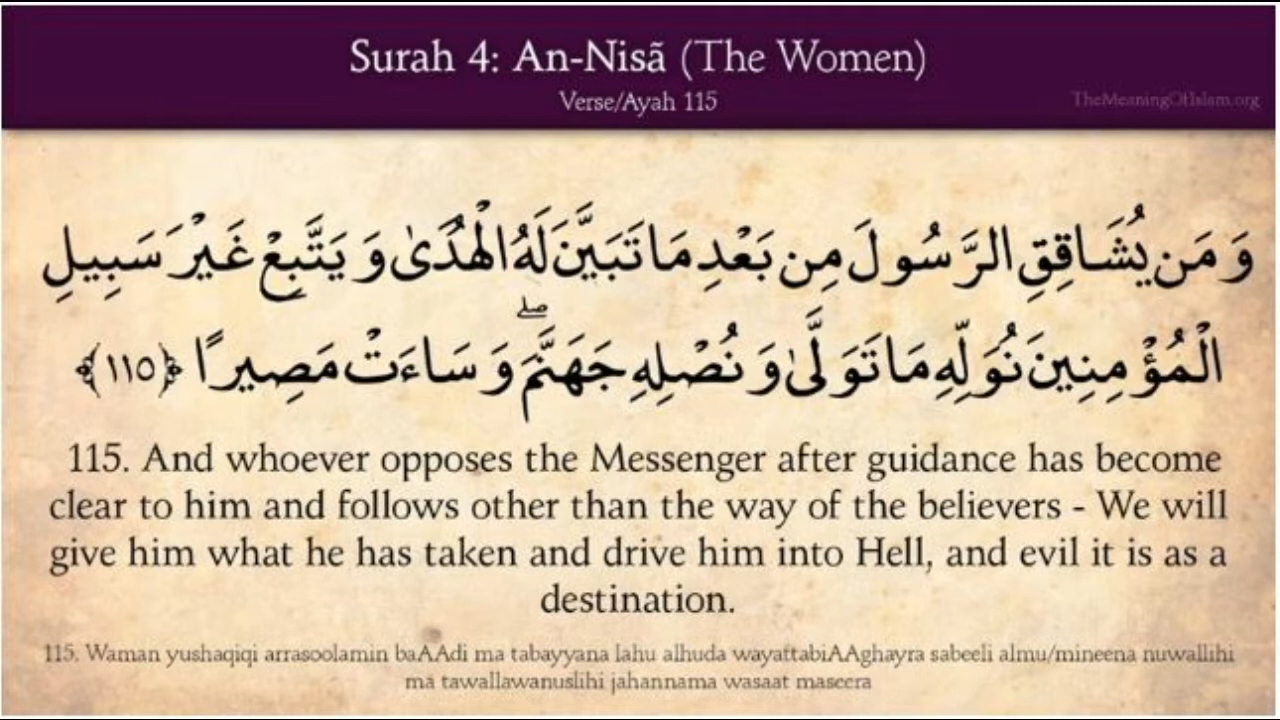 Surah 4: An-Nisã (The Women)
Verse/Ayah 115
TheMeaningOfIslam.org
وَمَن يُشَاقِقِ الرَّسُولَ مِن بَعْدِ مَا تَبَيَّنَ لَهُ الْهُدَىٰ وَيَتَّبِعْ غَيْرَ سَبِيلِ
الْمُؤْمِنِينَ نُوَلِّهِ مَا تَوَلَّىٰ وَنُصْلِهِ جَهَنَّمَ ۖ وَسَاءَتْ مَصِيرًا ﴿١١٥﴾
115. And whoever opposes the Messenger after guidance has become
clear to him and follows other than the way of the believers - We will
give him what he has taken and drive him into Hell, and evil it is as a
destination.
115. Waman yushaqiqi arrasoolamin baAAdi ma tabayyana lahu alhuda wayattabiAAghayra sabeeli almu/mineena nuwallihi
ma tawallawanuslihi jahannama wasaat maseera